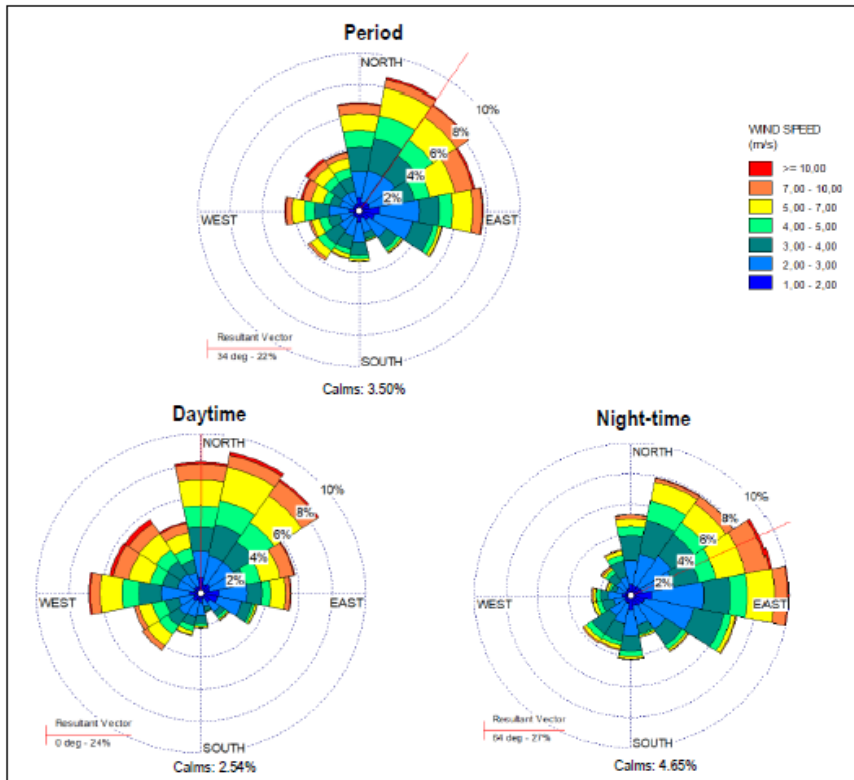 Period
NORTH
10%
8%
6%
4%
2%
WEST
EAST
SOUTH
Resultant Vector
34 deg - 22%
Calms: 3.50%
WIND SPEED
(m/s)
>= 10,00
7,00 - 10,00
5,00 - 7,00
4,00 - 5,00
3,00 - 4,00
2,00 - 3,00
1,00 - 2,00
Daytime
NORTH
10%
8%
6%
4%
2%
WEST
EAST
SOUTH
Resultant Vector
0 deg - 24%
Calms: 2.54%
Night-time
NORTH
10%
8%
6%
4%
2%
WEST
EAST
SOUTH
Resultant Vector
64 deg - 27%
Calms: 4.65%